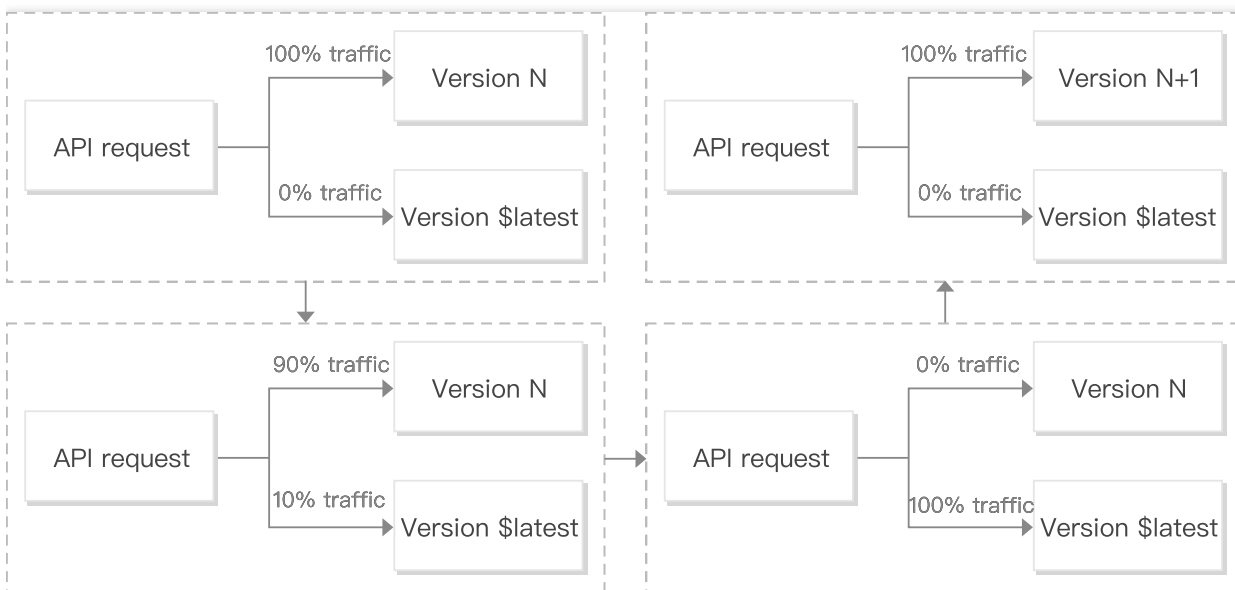 100% traffic
Version N
API request
0% traffic
Version $latest
100% traffic
Version N+1
API request
0% traffic
Version $latest
90% traffic
Version N
API request
10% traffic
Version $latest
0% traffic
Version N
API request
100% traffic
Version $latest